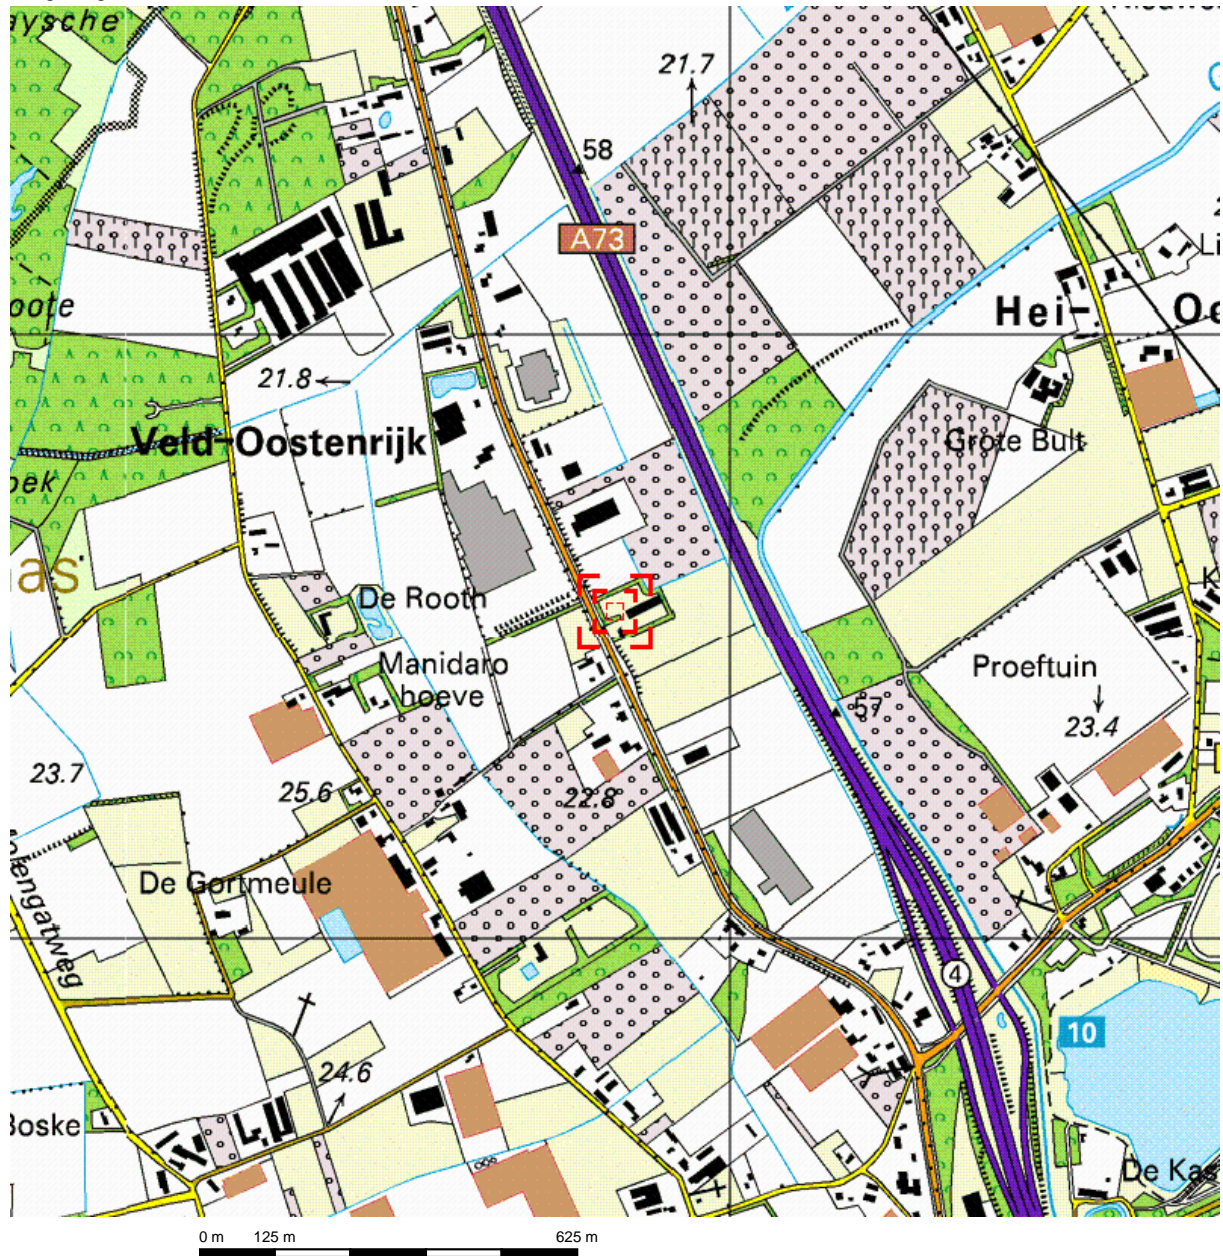 aysche
21.7
58
A73
oote
Hei-
21.8
Veld-Oostenrijk
Grote Bult
oek
as
De Rooth
Manidaro
hoeve
Proeftuin
57
23.4
23.7
25.6
22.8
De Gortmeule
4
10
24.6
Boske
De Kas
0 m 125 m 625 m